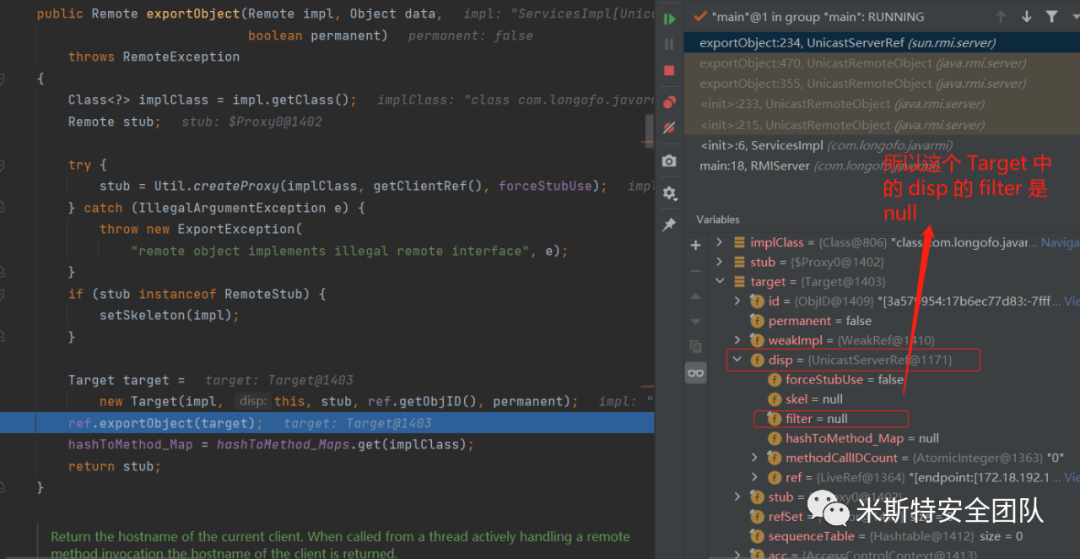 public Remote exportObject(Remote impl, Object data, impl: "ServicesImpl[Unic
boolean permanent) permanent: false
throws RemoteException
{
Class<?> implClass = impl.getClass(); implClass: "class com.longofo.javarm
Remote stub; stub: $Proxy0@1402
try {
stub = Util.createProxy(implClass, getClientRef(), forceStubUse); impl
} catch (IllegalArgumentException e) {
throw new ExportException(
"remote object implements illegal remote interface", e);
}
if (stub instanceof RemoteStub) {
setSkeleton(impl);
}
Target target = target: Target@1403
new Target(impl, disp: this, stub, ref.getObjID(), permanent); impl: "
ref.exportObject(target); target: Target@1403
hashToMethod_Map = hashToMethod_Maps.get(implClass);
return stub;
}
Return the hostname of the current client. When called from a thread actively handling a remote
method invocation the hostname of the client is returned.
"main"@1 in group "main": RUNNING
exportObject:234, UnicastServerRef (sun.rmi.server)
exportObject:470, UnicastRemoteObject (java.rmi.server)
exportObject:355, UnicastRemoteObject (java.rmi.server)
<init>:233, UnicastRemoteObject (java.rmi.server)
<init>:215, UnicastRemoteObject (java.rmi.server)
<init>:6, ServicesImpl (com.longofo.javarmi)
main:18, RMIServer (com.longofo.javarmi)
所以这个 Target 中
的 disp 的 filter 是
null
Variables
implClass = {Class@806} "class com.longofo.javar... Naviga
stub = {$Proxy0@1402}
target = {Target@1403}
id = {ObjID@1409} "[3a579954:17b6ec77d83:-7fff... Vie
permanent = false
weakImpl = {WeakRef@1410}
disp = {UnicastServerRef@1171}
forceStubUse = false
skel = null
filter = null
hashToMethod_Map = null
methodCallIDCount = {AtomicInteger@1363} "0"
ref = {LiveRef@1364} "[endpoint:[172.18.192.1... Vie
stub = 
refSet = 
sequenceTable = {Hashtable@1412} size = 0
acc = {AccessControlContext@1413}
米斯特安全团队